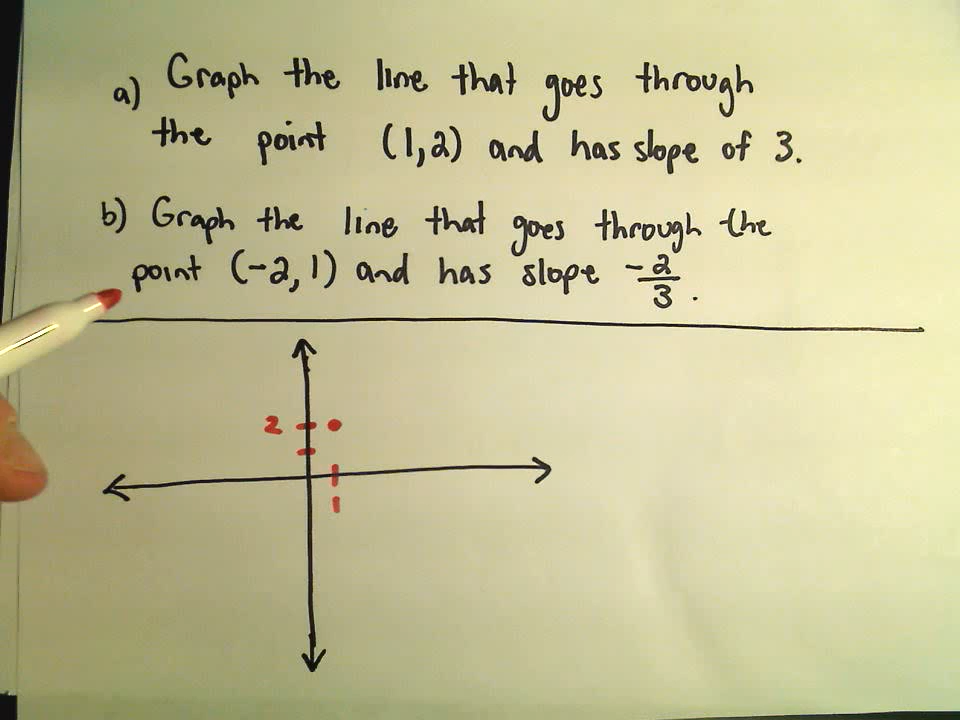 a) Graph the line that goes through
the point (1,2) and has slope of 3.
b) Graph the line that goes through the
point (-2,1) and has slope -2/3.
2
1